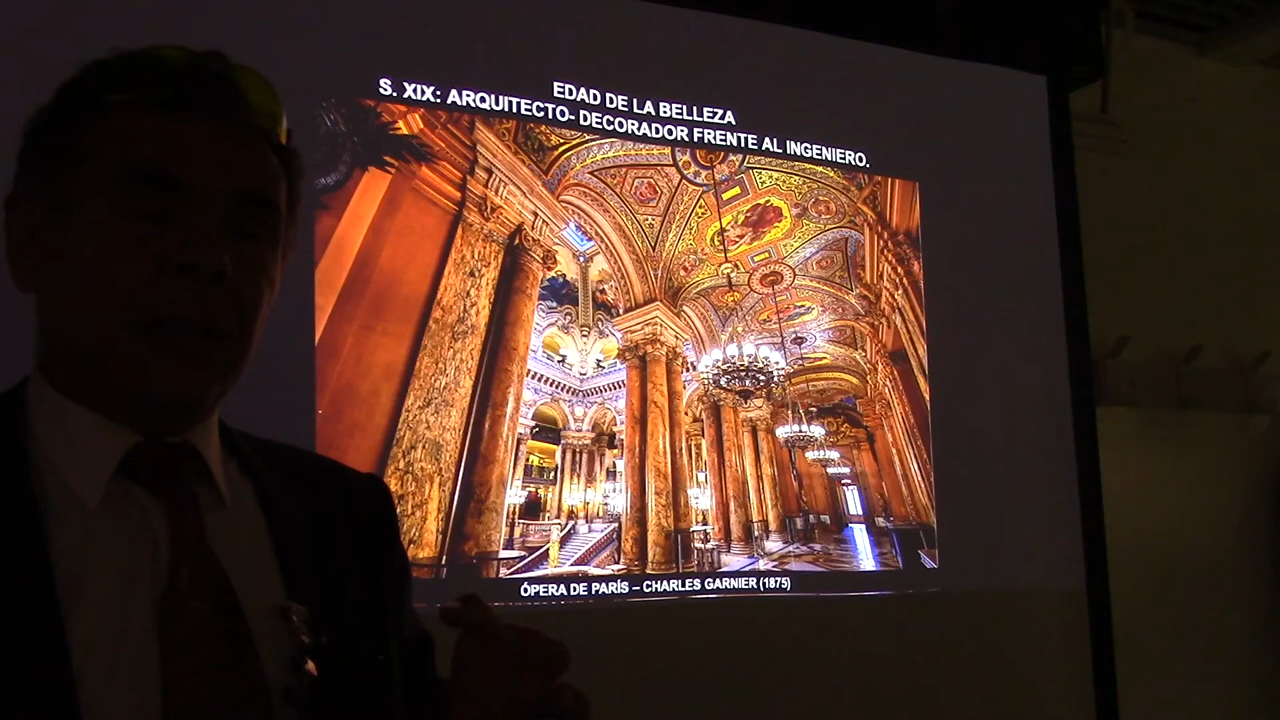 EDAD DE LA BELLEZA
S. XIX: ARQUITECTO- DECORADOR FRENTE AL INGENIERO.
ÓPERA DE PARÍS – CHARLES GARNIER (1875)